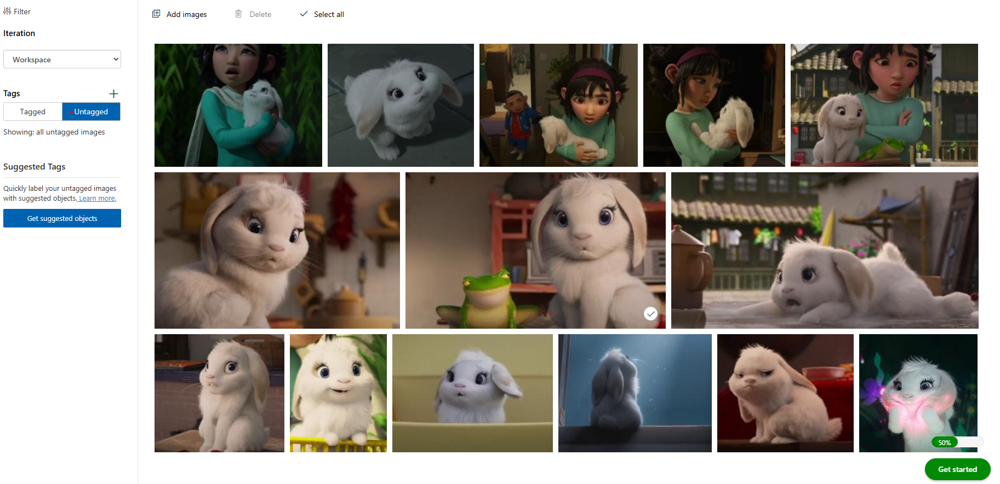 Filter
Iteration
Workspace
Tags
Tagged
Untagged
Showing: all untagged images
Suggested Tags
Quickly label your untagged images
with suggested objects. Learn more.
Get suggested objects
Add images
Delete
Select all
50%
Get started